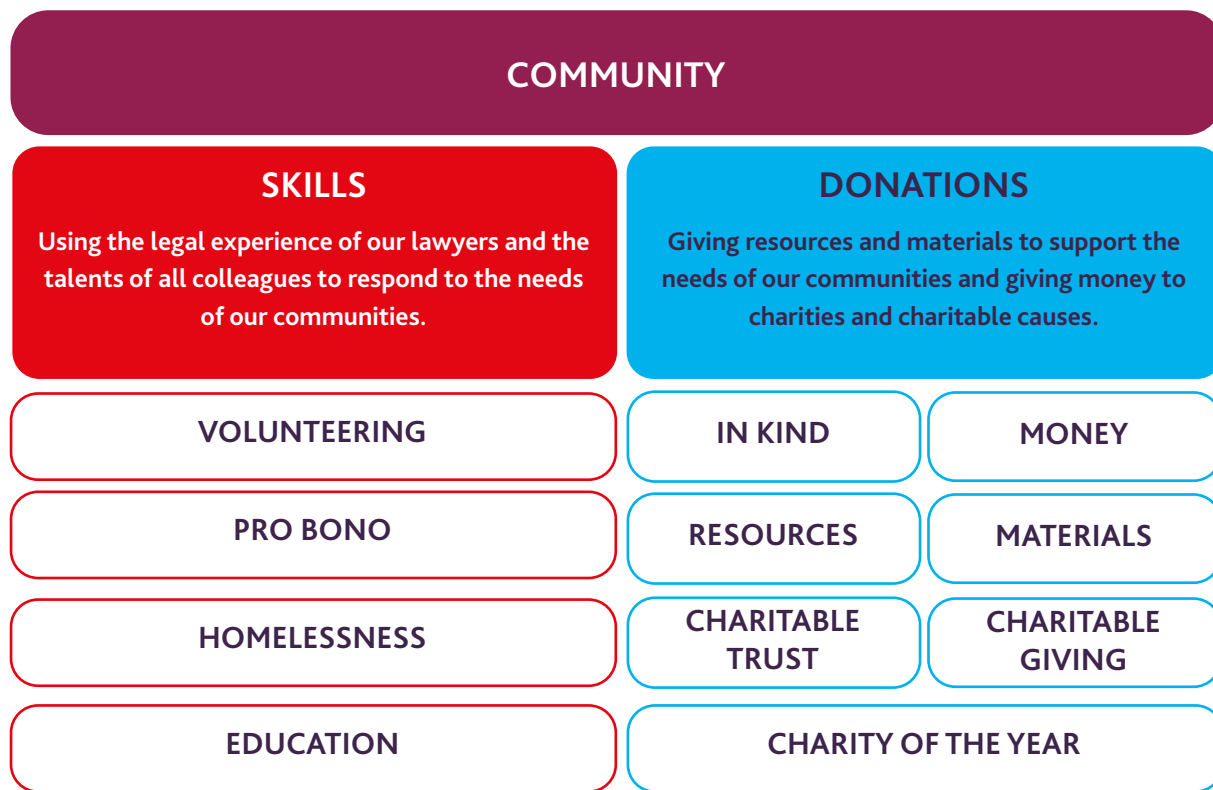 COMMUNITY
SKILLS
Using the legal experience of our lawyers and the
talents of all colleagues to respond to the needs
of our communities.
DONATIONS
Giving resources and materials to support the
needs of our communities and giving money to
charities and charitable causes.
VOLUNTEERING
PRO BONO
HOMELESSNESS
EDUCATION
IN KIND
MONEY
RESOURCES
MATERIALS
CHARITABLE
TRUST
CHARITABLE
GIVING
CHARITY OF THE YEAR